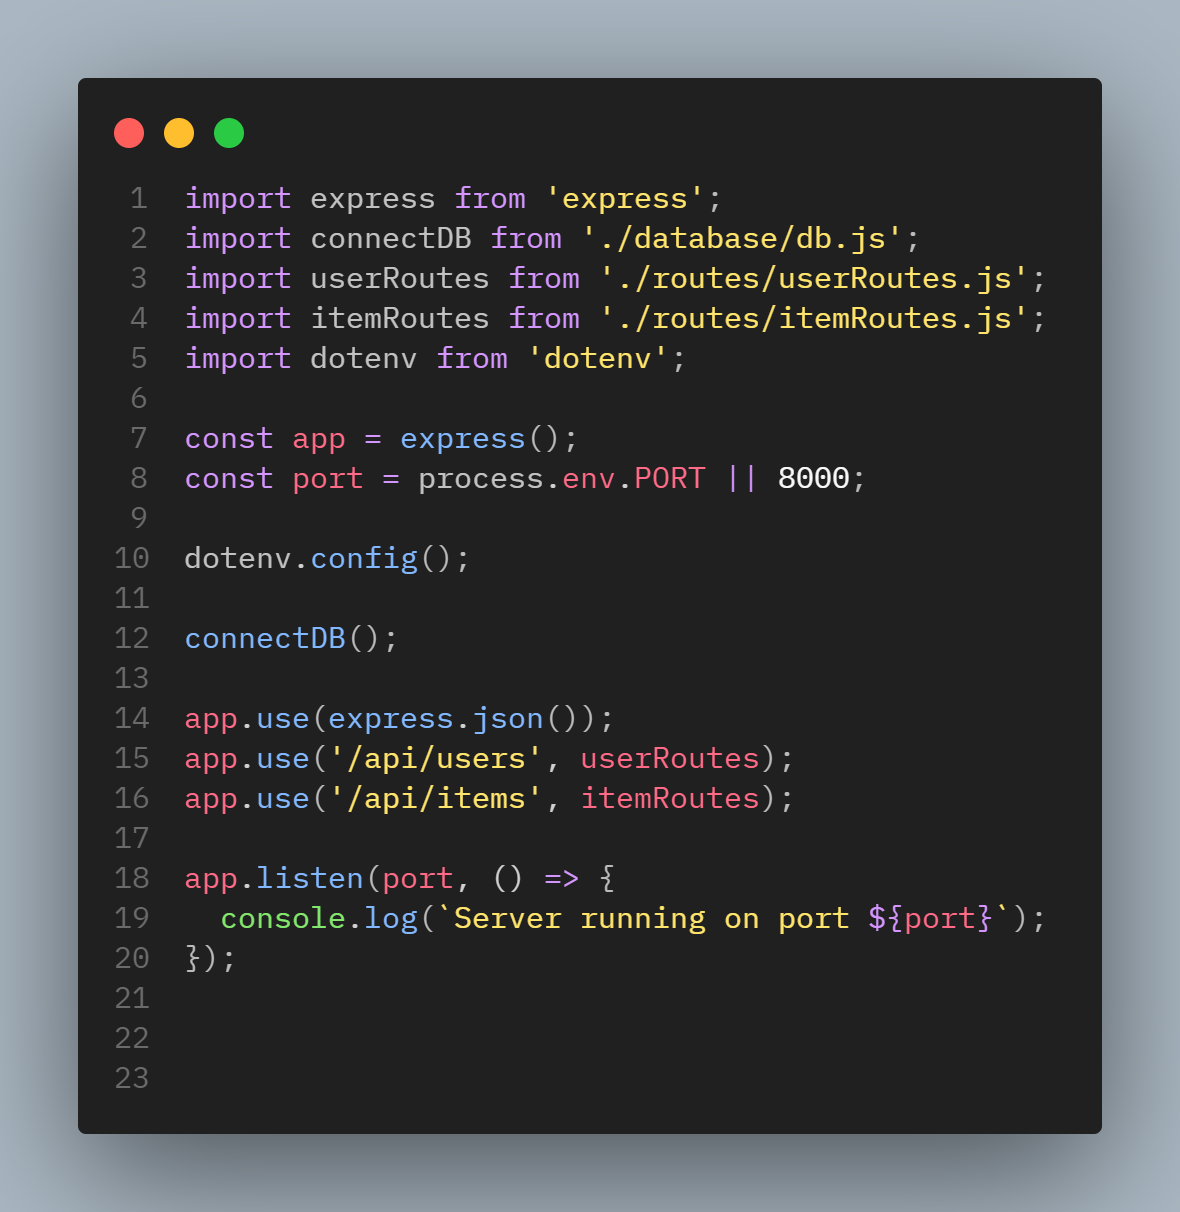 1 import express from 'express';
2 import connectDB from './database/db.js';
3 import userRoutes from './routes/userRoutes.js';
4 import itemRoutes from './routes/itemRoutes.js';
5 import dotenv from 'dotenv';
6
7 const app = express();
8 const port = process.env.PORT || 8000;
9
10 dotenv.config();
11
12 connectDB();
13
14 app.use(express.json());
15 app.use('/api/users', userRoutes);
16 app.use('/api/items', itemRoutes);
17
18 app.listen(port, () => {
19   console.log(`Server running on port ${port}`);
20 });
21
22
23